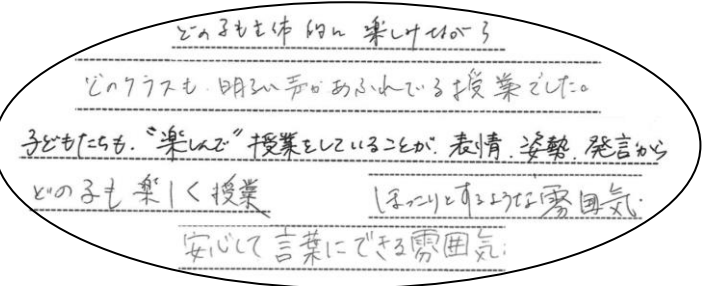 どの子も主体的に楽しみながら
どのクラスも、明るい声があふれている授業でした。
子どもたちも、“楽しんで”授業をしていることが、表情、姿勢、発言から
どの子も楽しく授業
ほっこりとするような雰囲気
安心して言葉にできる雰囲気